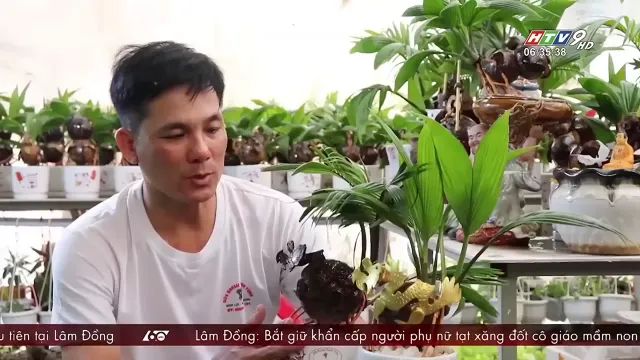 HTV9 HD
06:35:38
u tiên tại Lâm Đồng 60 Lâm Đồng: Bắt giữ khẩn cấp người phụ nữ tạt xăng đốt cô giáo mầm non